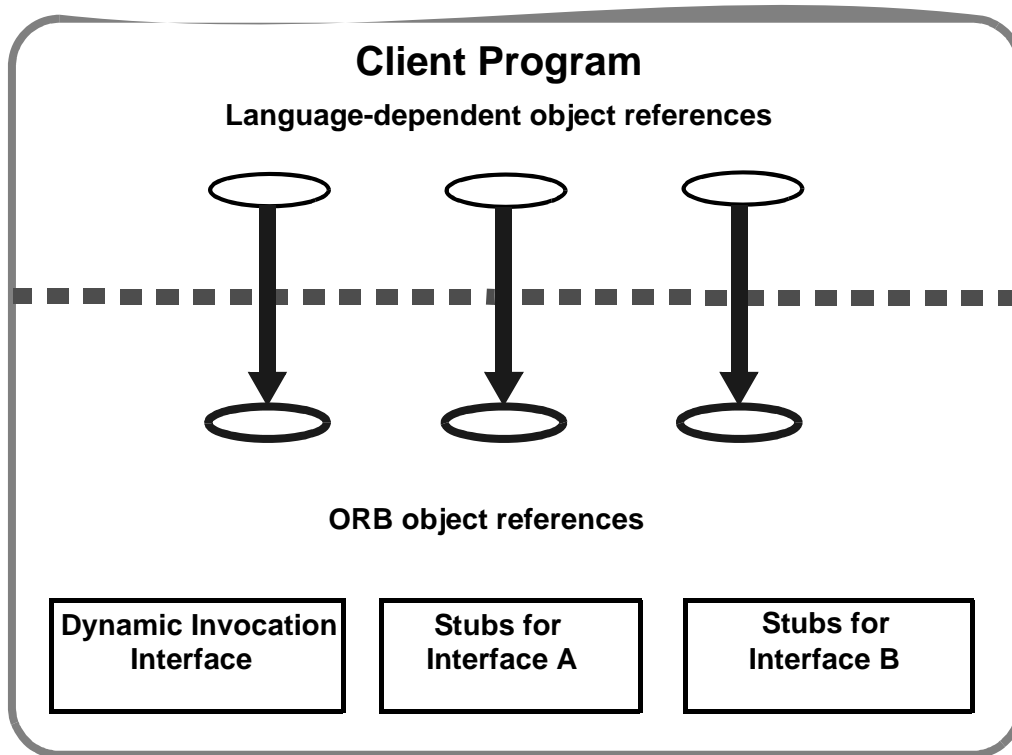 Client Program
Language-dependent object references
ORB object references
Dynamic Invocation
Interface
Stubs for
Interface A
Stubs for
Interface B